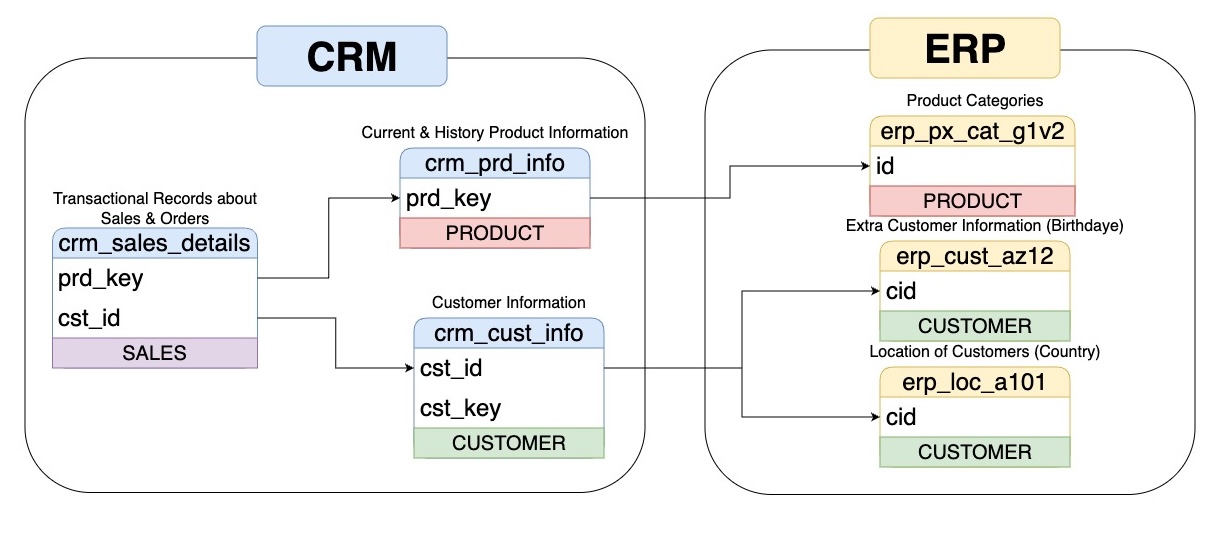 CRM
Transactional Records about
Sales & Orders
crm_sales_details
prd_key
cst_id
SALES
Current & History Product Information
crm_prd_info
prd_key
PRODUCT
Customer Information
crm_cust_info
cst_id
cst_key
CUSTOMER
ERP
Product Categories
erp_px_cat_g1v2
id
PRODUCT
Extra Customer Information (Birthdaye)
erp_cust_az12
cid
CUSTOMER
Location of Customers (Country)
erp_loc_a101
cid
CUSTOMER